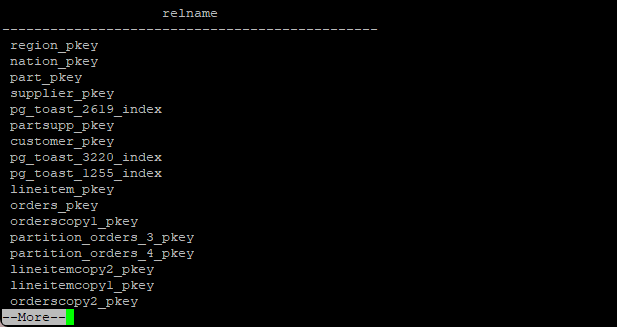 relname
-----------------------------------------------
region_pkey
nation_pkey
part_pkey
supplier_pkey
pg_toast_2619_index
partsupp_pkey
customer_pkey
pg_toast_3220_index
pg_toast_1255_index
lineitem_pkey
orders_pkey
orderscopy1_pkey
partition_orders_3_pkey
partition_orders_4_pkey
lineitemcopy2_pkey
lineitemcopy1_pkey
orderscopy2_pkey
--More--